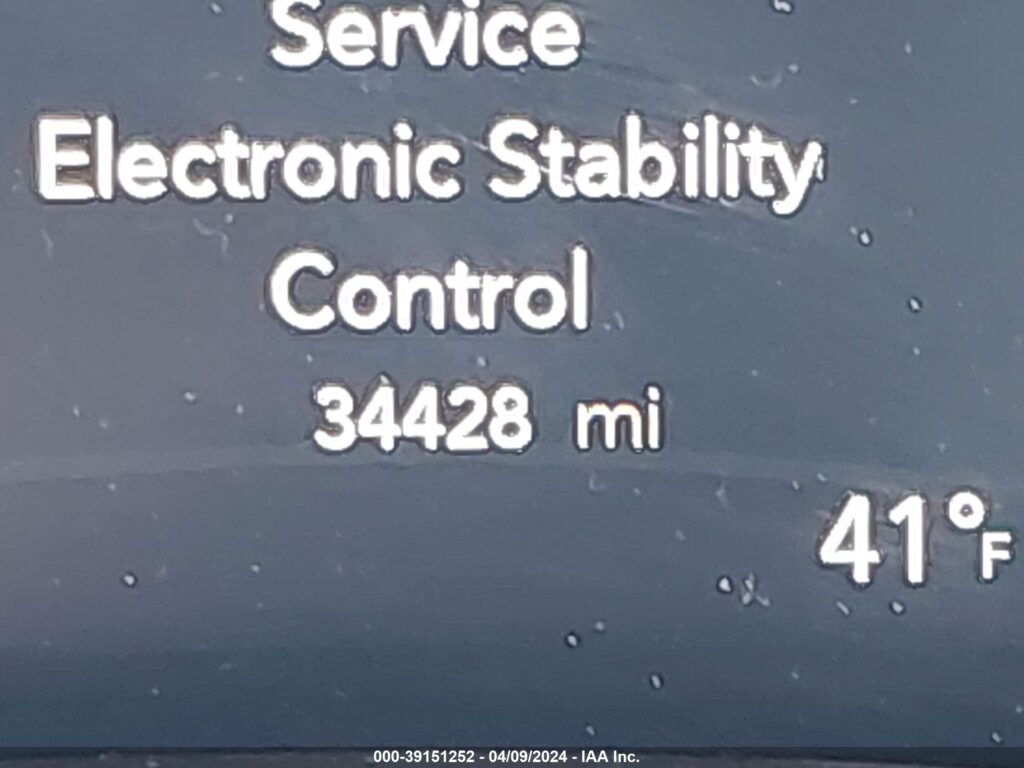 Service
Electronic Stability
Control
34428 mi
41°F
000-39151252 - 04/09/2024 - IAA Inc.